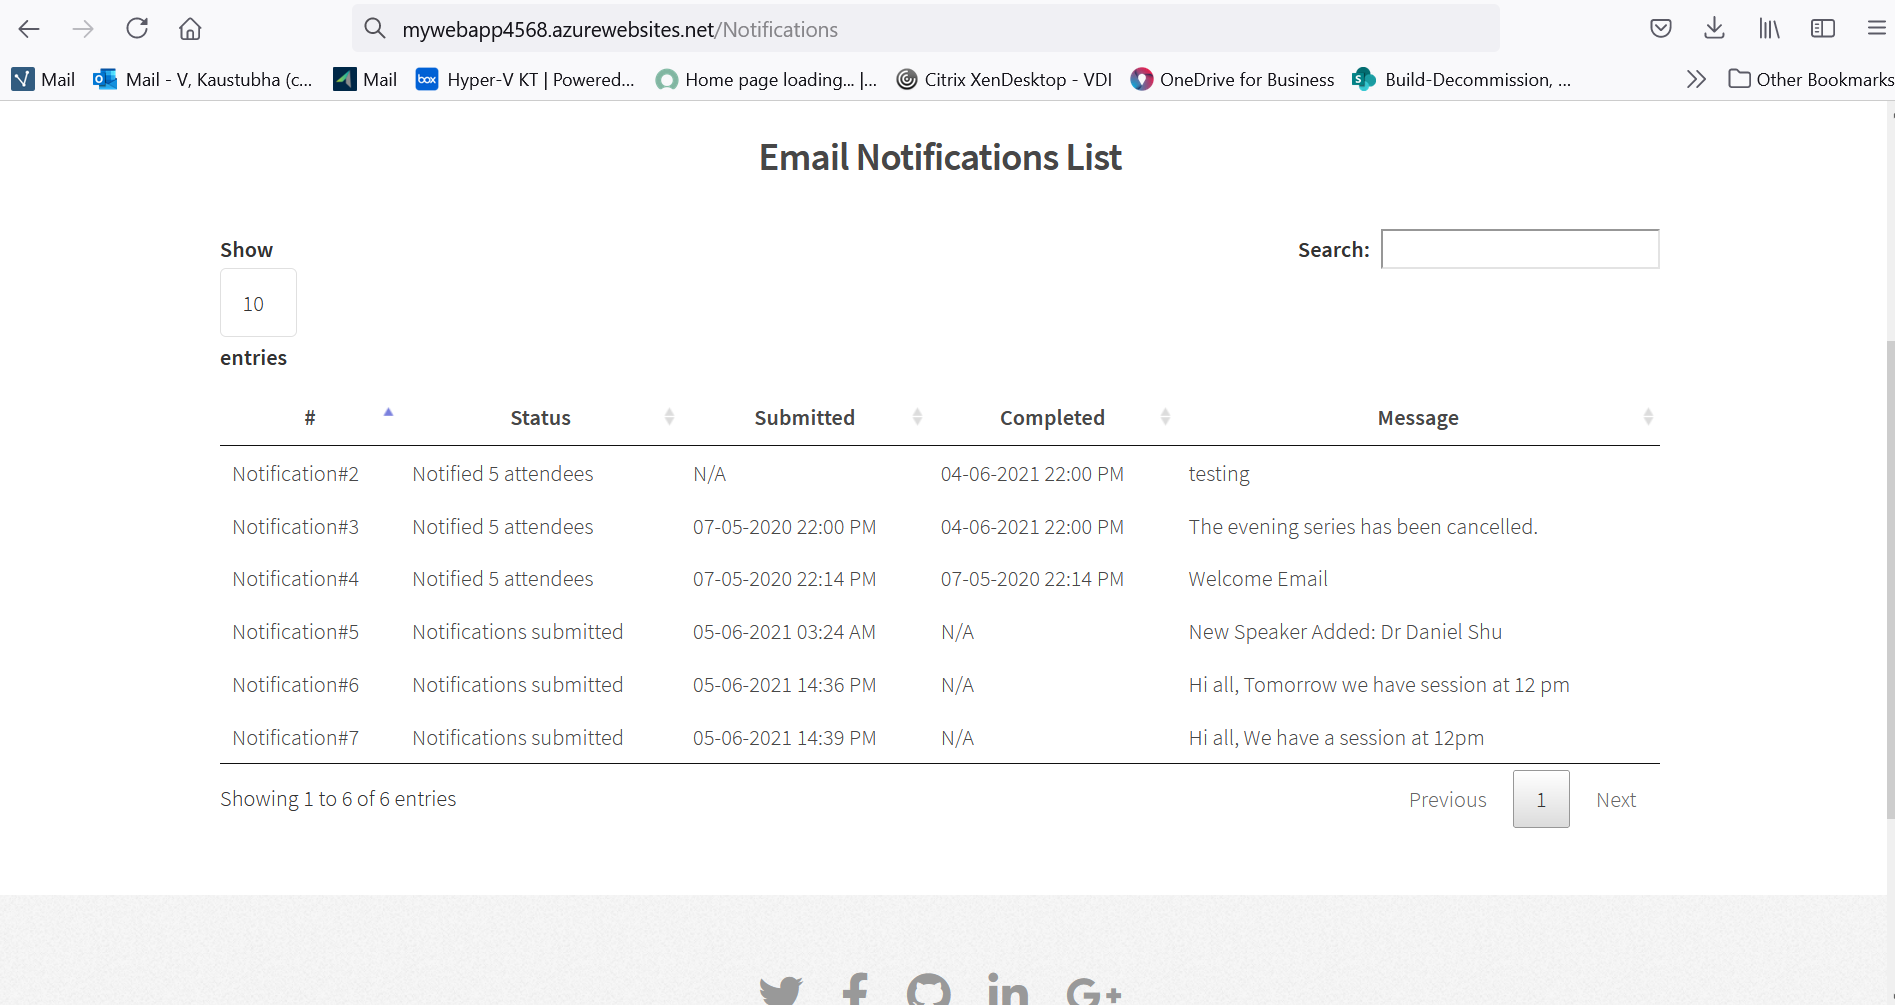 mywebapp4568.azurewebsites.net/Notifications
Mail Mail - V, Kaustubha (c... Mail box Hyper-V KT | Powered... Home page loading... |... Citrix XenDesktop - VDI OneDrive for Business S Build-Decommission, ... Other Bookmarks
Email Notifications List
Show Search:
10
entries
# Status Submitted Completed Message
Notification#2 Notified 5 attendees N/A 04-06-2021 22:00 PM testing
Notification#3 Notified 5 attendees 07-05-2020 22:00 PM 04-06-2021 22:00 PM The evening series has been cancelled.
Notification#4 Notified 5 attendees 07-05-2020 22:14 PM 07-05-2020 22:14 PM Welcome Email
Notification#5 Notifications submitted 05-06-2021 03:24 AM N/A New Speaker Added: Dr Daniel Shu
Notification#6 Notifications submitted 05-06-2021 14:36 PM N/A Hi all, Tomorrow we have session at 12 pm
Notification#7 Notifications submitted 05-06-2021 14:39 PM N/A Hi all, We have a session at 12pm
Showing 1 to 6 of 6 entries Previous 1 Next
f in G+